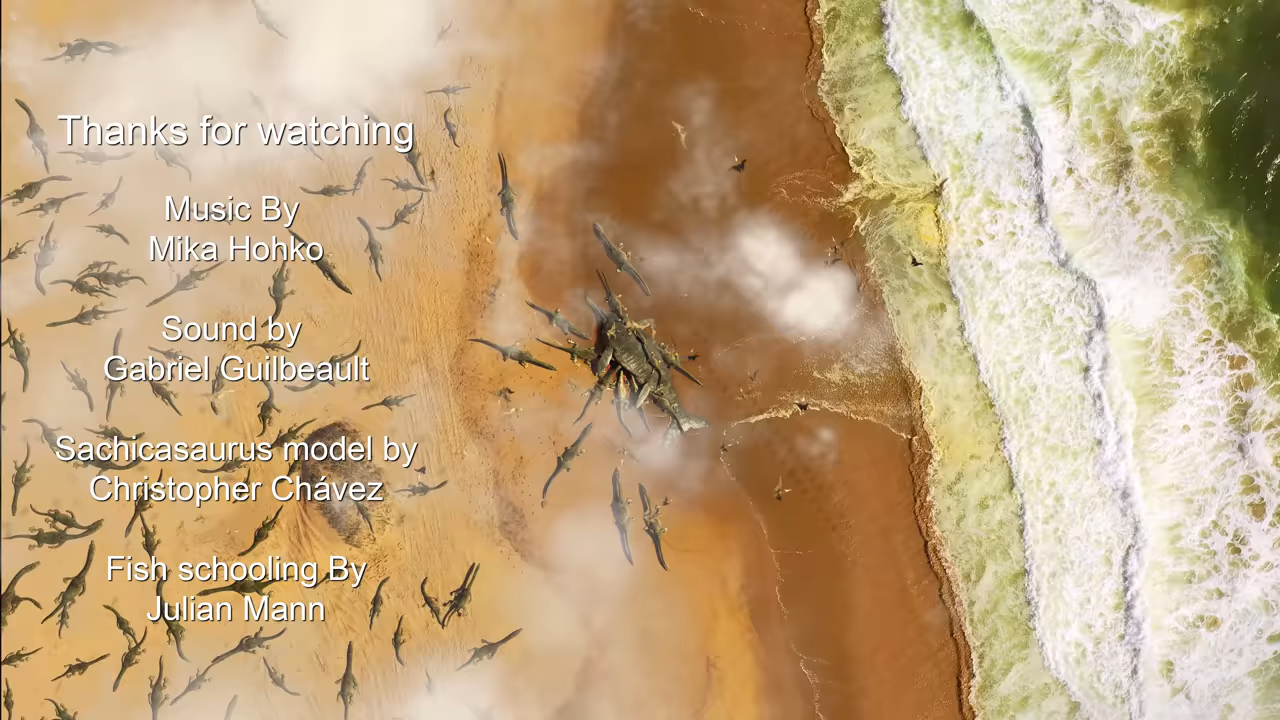 Thanks for watching
Music By
Mika Hohko
Sound by
Gabriel Guilbeault
Sachicasaurus model by
Christopher Chávez
Fish schooling By
Julian Mann